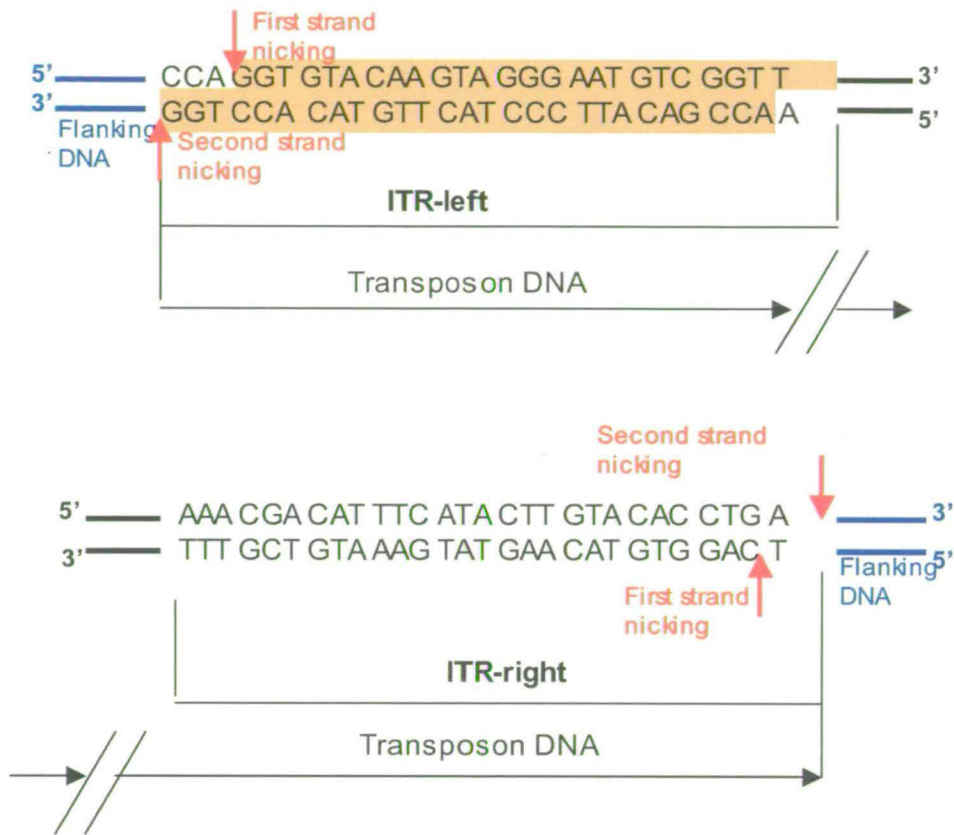 First strand
nicking
5’ CCA GGT GTA CAA GTA GGG AAT GTC GGT T 3’
3’ GGT CCA CAT GTT CAT CCC TTA CAG CCA A 5’
Flanking
DNA
Second strand
nicking
ITR-left
Transposon DNA
Second strand
nicking
5’ AAA CGA CAT TTC ATA CTT GTA CAC CTG A 3’
3’ TTT GCT GTA AAG TAT GAA CAT GTG GAC T 5’
Flanking
DNA
First strand
nicking
ITR-right
Transposon DNA